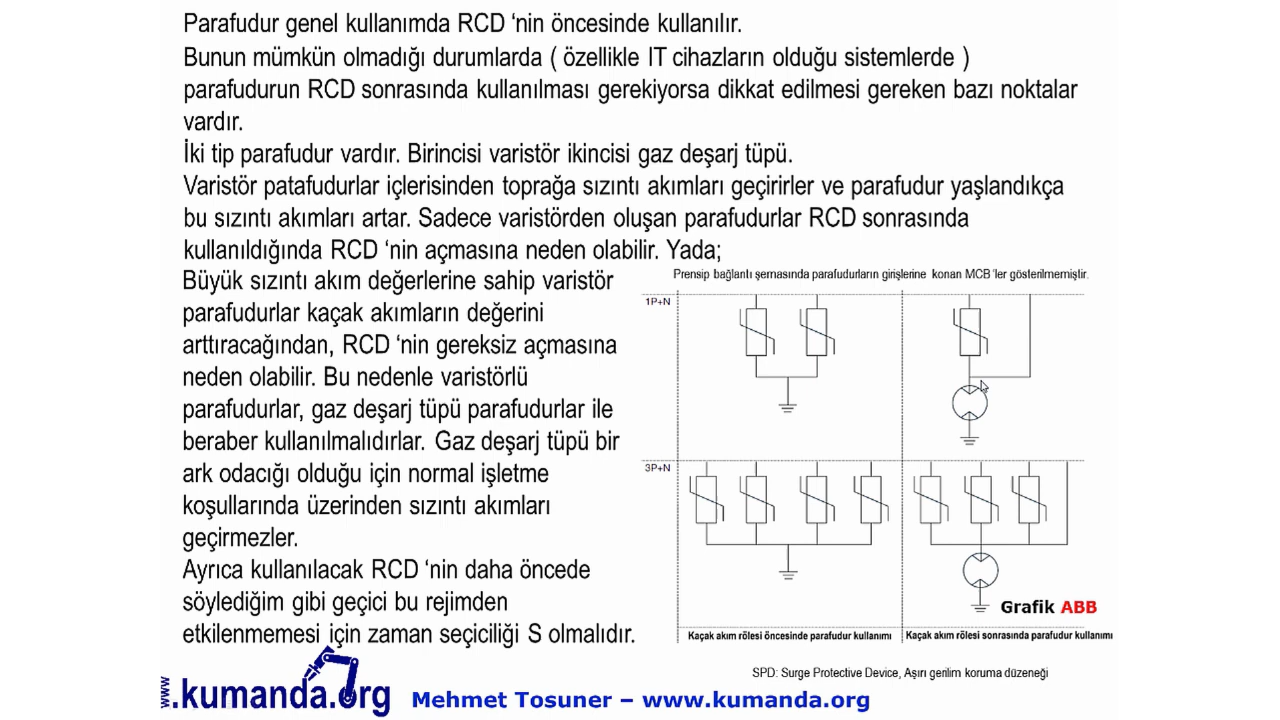 Parafudur genel kullanımda RCD ‘nin öncesinde kullanılır.
Bunun mümkün olmadığı durumlarda ( özellikle IT cihazların olduğu sistemlerde )
parafudurun RCD sonrasında kullanılması gerekiyorsa dikkat edilmesi gereken bazı noktalar
vardır.
İki tip parafudur vardır. Birincisi varistör ikincisi gaz deşarj tüpü.
Varistör patafudurlar içlerisinden toprağa sızıntı akımları geçirirler ve parafudur yaşlandıkça
bu sızıntı akımları artar. Sadece varistörden oluşan parafudurlar RCD sonrasında
kullanıldığında RCD ‘nin açmasına neden olabilir. Yada;
Büyük sızıntı akım değerlerine sahip varistör
parafudurlar kaçak akımların değerini
arttıracağından, RCD ‘nin gereksiz açmasına
neden olabilir. Bu nedenle varistörlü
parafudurlar, gaz deşarj tüpü parafudurlar ile
beraber kullanılmalıdırlar. Gaz deşarj tüpü bir
ark odacığı olduğu için normal işletme
koşullarında üzerinden sızıntı akımları
geçirmezler.
Ayrıca kullanılacak RCD ‘nin daha öncede
söylediğim gibi geçici bu rejimden
etkilenmemesi için zaman seçiciliği S olmalıdır.
Prensip bağlantı şemasında parafudurların girişlerine konan MCB ‘ler gösterilmemiştir.
1P+N
3P+N
Grafik ABB
Kaçak akım rölesi öncesinde parafudur kullanımı
Kaçak akım rölesi sonrasında parafudur kullanımı
SPD: Surge Protective Device, Aşırı gerilim koruma düzeneği
www.kumanda.org
Mehmet Tosuner – www.kumanda.org